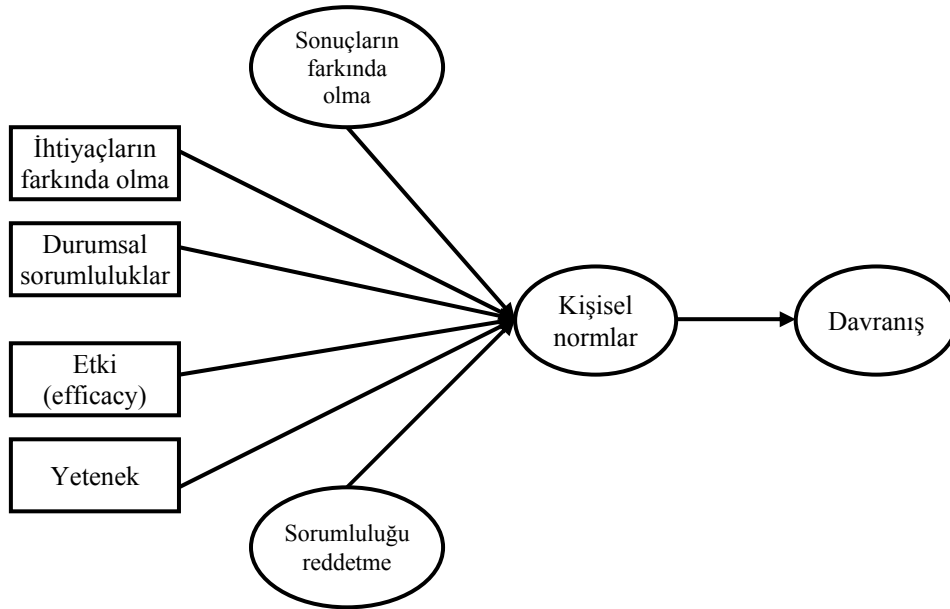 Sonuçların
farkında
olma
İhtiyaçların
farkında olma
Durumsal
sorumluluklar
Etki
(efficacy)
Yetenek
Kişisel
normlar
Davranış
Sorumluluğu
reddetme